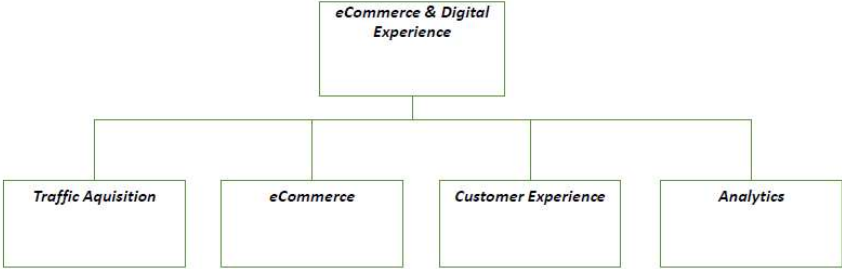 eCommerce & Digital
Experience
Traffic Aquisition
eCommerce
Customer Experience
Analytics